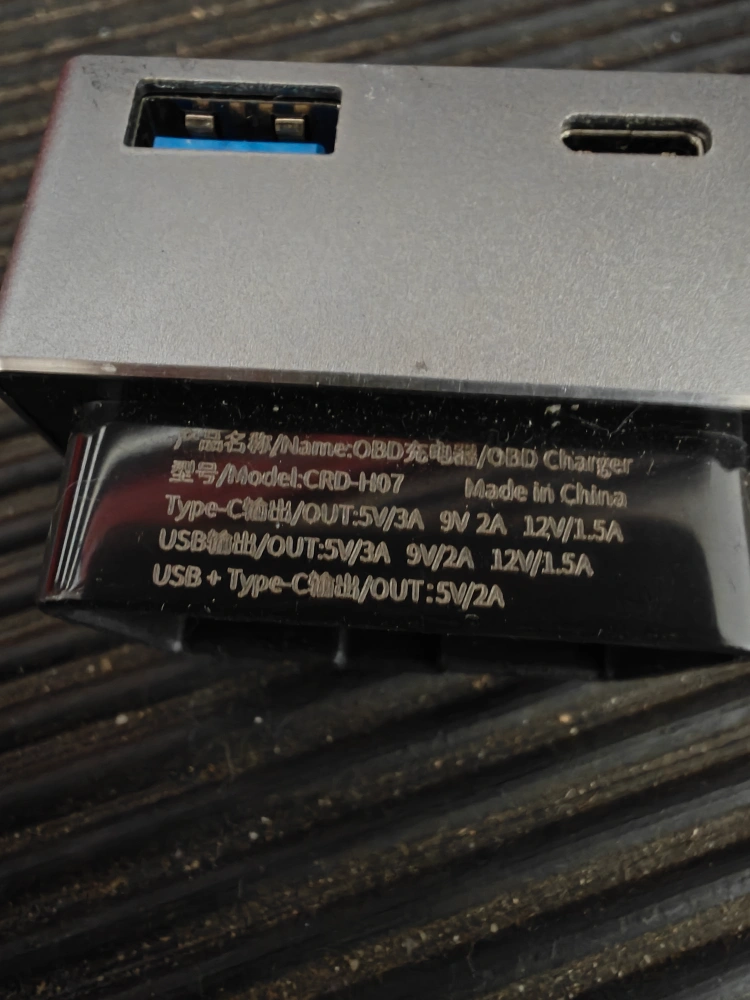 产品名称/Name:OBD充电器/OBD Charger
型号/Model:CRD-H07 Made in China
Type-C输出/OUT:5V/3A 9V 2A 12V/1.5A
USB输出/OUT:5V/3A 9V/2A 12V/1.5A
USB + Type-C输出/OUT:5V/2A